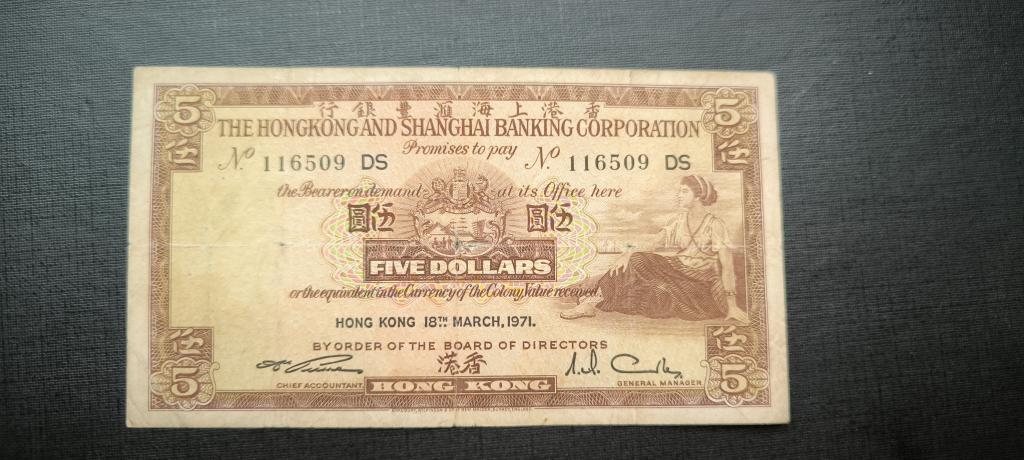 5 5
行銀豐滙海上港香
THE HONGKONG AND SHANGHAI BANKING CORPORATION
Promises to pay
伍 伍
No 116509 DS No 116509 DS
the Bearer on demand at its Office here
圓伍 圓伍
FIVE DOLLARS
or the equivalent in the Currency of the Colony Value received.
HONG KONG 18TH MARCH, 1971.
BY ORDER OF THE BOARD OF DIRECTORS
伍 伍
港香
5 5
CHIEF ACCOUNTANT. HONG KONG GENERAL MANAGER